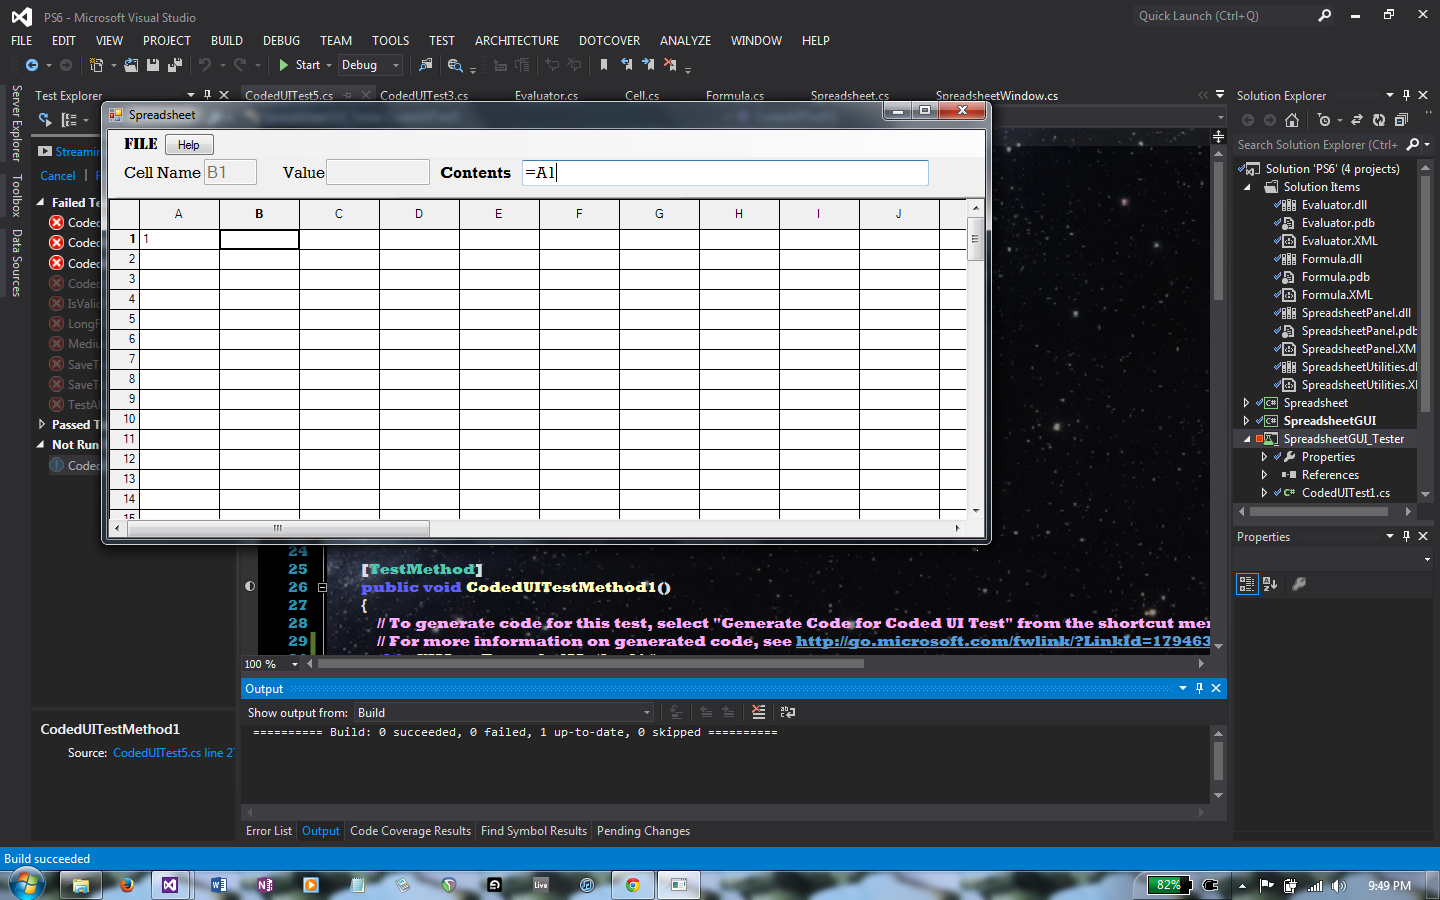 PS6 - Microsoft Visual Studio
Quick Launch (Ctrl+Q)
FILE EDIT VIEW PROJECT BUILD DEBUG TEAM TOOLS TEST ARCHITECTURE DOTCOVER ANALYZE WINDOW HELP
Start Debug
Server Explorer
Toolbox
Data Sources
Test Explorer
Streamin
Cancel
Failed Te
Coded
Coded
Coded
Coded
IsValid
LongF
Mediu
SaveT
SaveT
TestAl
Passed T
Not Run
Coded
CodedUITest5.cs CodedUITest3.cs Evaluator.cs Cell.cs Formula.cs Spreadsheet.cs SpreadsheetWindow.cs
Spreadsheet
FILE Help
Cell Name B1 Value Contents =A1
A B C D E F G H I J
1 1
2
3
4
5
6
7
8
9
10
11
12
13
14
15
24
25 [TestMethod]
26 public void CodedUITestMethod1()
27 {
28 // To generate code for this test, select "Generate Code for Coded UI Test" from the shortcut men
29 // For more information on generated code, see http://go.microsoft.com/fwlink/?LinkId=179463
100 %
Output
Show output from: Build
========== Build: 0 succeeded, 0 failed, 1 up-to-date, 0 skipped ==========
Error List Output Code Coverage Results Find Symbol Results Pending Changes
CodedUITestMethod1
Source: CodedUITest5.cs line 27
Solution Explorer
Search Solution Explorer (Ctrl+
Solution 'PS6' (4 projects)
Solution Items
Evaluator.dll
Evaluator.pdb
Evaluator.XML
Formula.dll
Formula.pdb
Formula.XML
SpreadsheetPanel.dll
SpreadsheetPanel.pdb
SpreadsheetPanel.XM
SpreadsheetUtilities.dl
SpreadsheetUtilities.X
Spreadsheet
SpreadsheetGUI
SpreadsheetGUI_Tester
Properties
References
CodedUITest1.cs
Properties
Build succeeded
Live
82%
9:49 PM